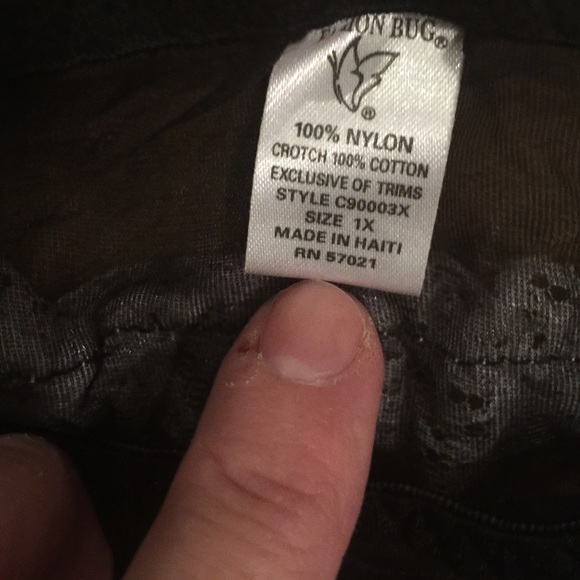 BUG®
®
100% NYLON
CROTCH 100% COTTON
EXCLUSIVE OF TRIMS
STYLE C90003X
SIZE 1X
MADE IN HAITI
RN 57021